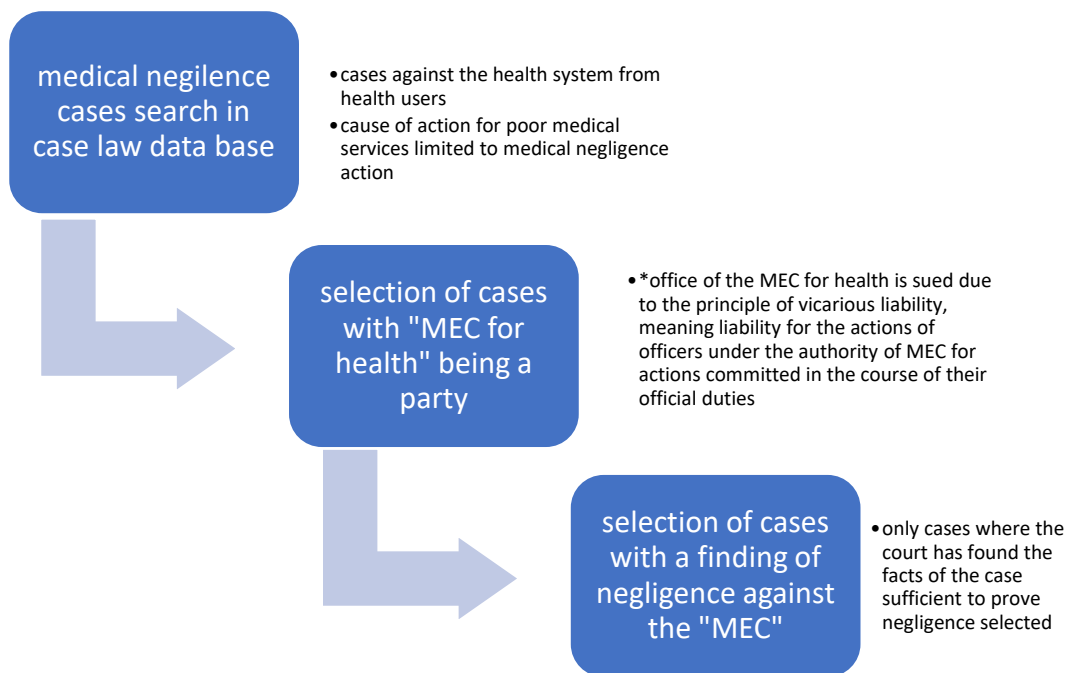 medical negilence
cases search in
case law data base
•cases against the health system from
health users
•cause of action for poor medical
services limited to medical negligence
action
selection of cases
with "MEC for
health" being a
party
•*office of the MEC for health is sued due
to the principle of vicarious liability,
meaning liability for the actions of
officers under the authority of MEC for
actions committed in the course of their
official duties
selection of cases
with a finding of
negligence against
the "MEC"
•only cases where the
court has found the
facts of the case
sufficient to prove
negligence selected